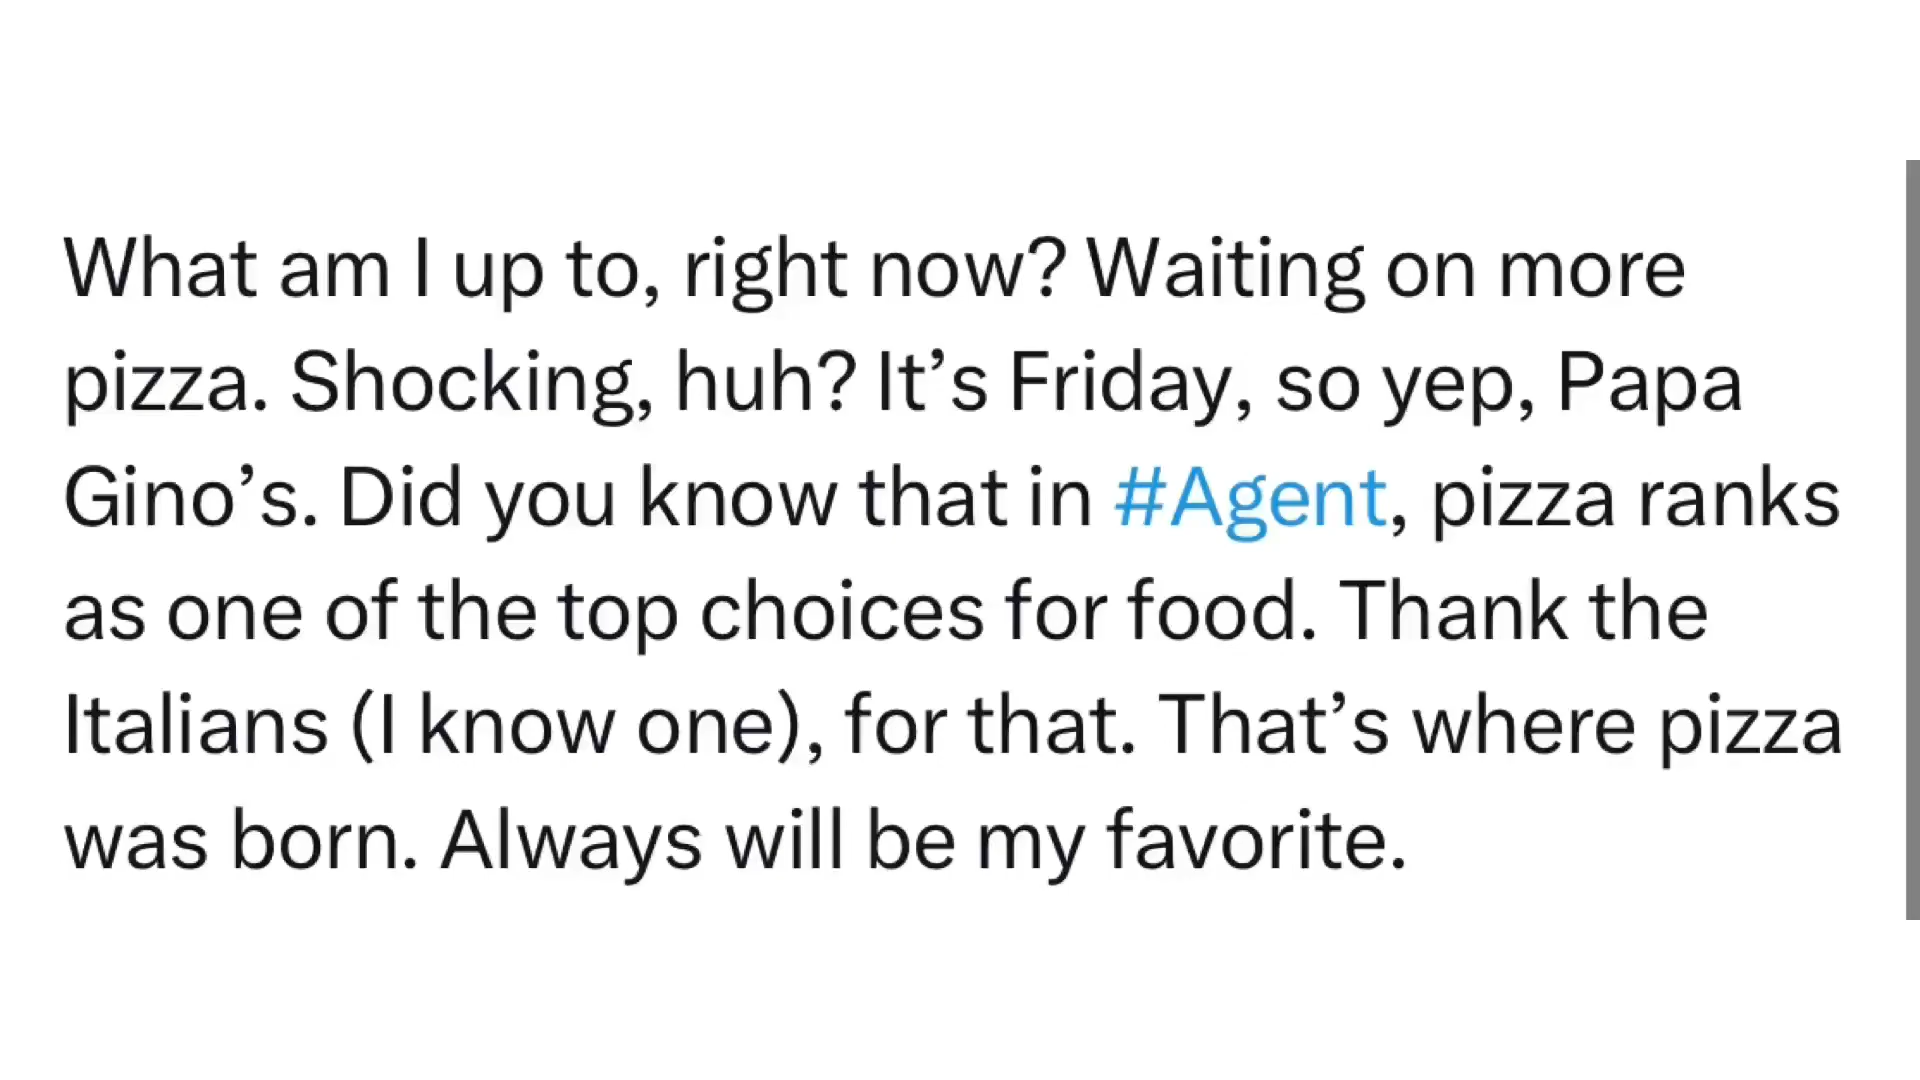 What am I up to, right now? Waiting on more
pizza. Shocking, huh? It’s Friday, so yep, Papa
Gino’s. Did you know that in #Agent, pizza ranks
as one of the top choices for food. Thank the
Italians (I know one), for that. That’s where pizza
was born. Always will be my favorite.